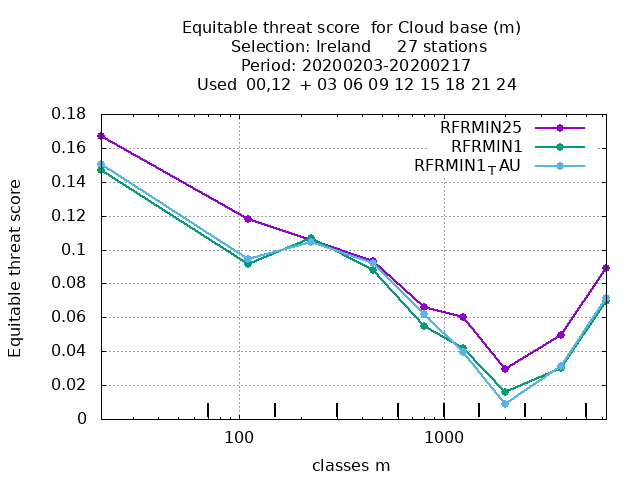 Equitable threat score  for Cloud base (m)
Selection: Ireland     27 stations
Period: 20200203-20200217
Used  00,12  + 03 06 09 12 15 18 21 24
RFRMIN25
RFRMIN1
RFRMIN1TAU
Equitable threat score
0.18
0.16
0.14
0.12
0.1
0.08
0.06
0.04
0.02
0
100 1000
classes m